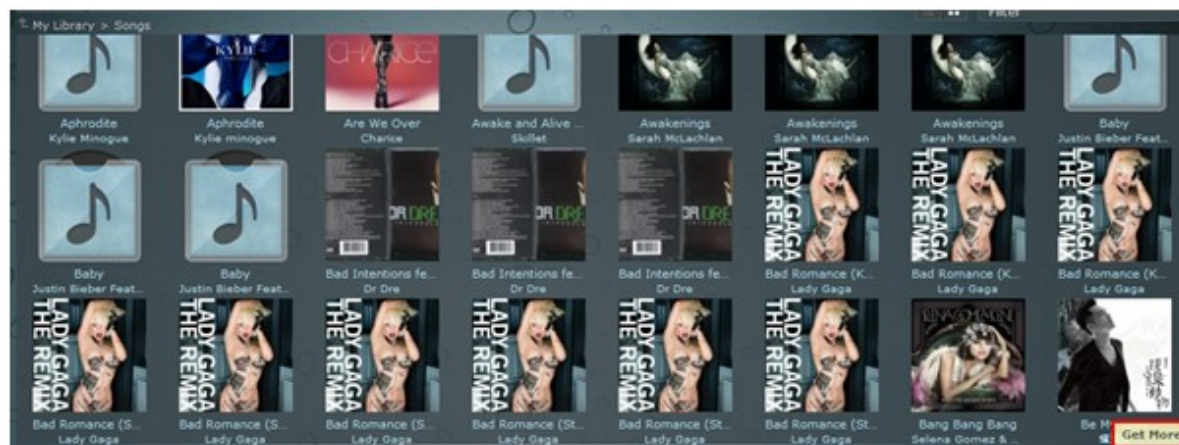 My Library > Songs
Filter
KYLIE
CHARICE
Aphrodite
Kylie Minogue
Aphrodite
Kylie minogue
Are We Over
Charice
Awake and Alive ...
Skillet
Awakenings
Sarah McLachlan
Awakenings
Sarah McLachlan
Awakenings
Sarah McLachlan
Baby
Justin Bieber Feat...
DR DRE
DR DRE
DR DRE
LADY GAGA
THE REMIX
LADY GAGA
THE REMIX
LADY GAGA
THE REMIX
Baby
Justin Bieber Feat...
Baby
Justin Bieber Feat...
Bad Intentions fe...
Dr Dre
Bad Intentions fe...
Dr Dre
Bad Intentions fe...
Dr Dre
Bad Romance (K...
Lady Gaga
Bad Romance (K...
Lady Gaga
Bad Romance (K...
Lady Gaga
LADY GAGA
THE REMIX
LADY GAGA
THE REMIX
LADY GAGA
THE REMIX
LADY GAGA
THE REMIX
LADY GAGA
THE REMIX
LADY GAGA
THE REMIX
Bad Romance (S...
Lady Gaga
Bad Romance (S...
Lady Gaga
Bad Romance (S...
Lady Gaga
Bad Romance (St...
Lady Gaga
Bad Romance (St...
Lady Gaga
Bad Romance (St...
Lady Gaga
Bang Bang Bang
Selena Gomez & ...
Be M
Get More